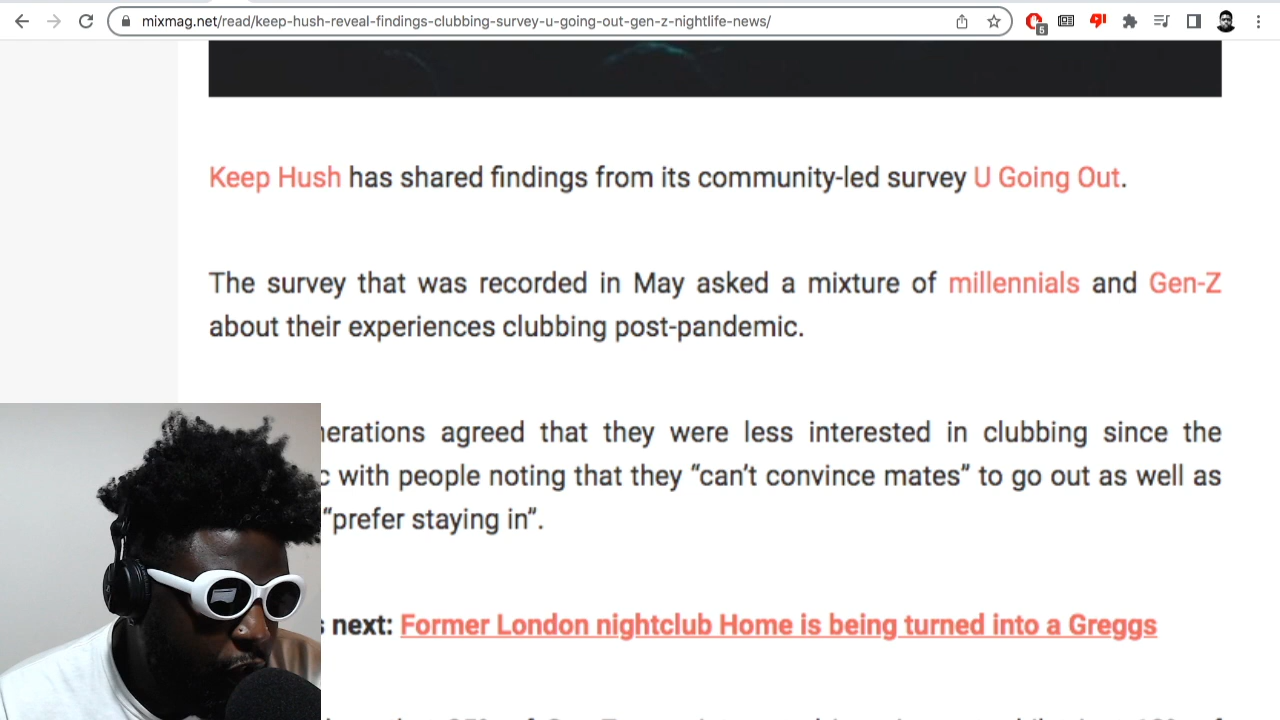 mixmag.net/read/keep-hush-reveal-findings-clubbing-survey-u-going-out-gen-z-nightlife-news/
5
Keep Hush has shared findings from its community-led survey U Going Out.
The survey that was recorded in May asked a mixture of millennials and Gen-Z
about their experiences clubbing post-pandemic.
nerations agreed that they were less interested in clubbing since the
c with people noting that they “can’t convince mates” to go out as well as
“prefer staying in”.
s next: Former London nightclub Home is being turned into a Greggs